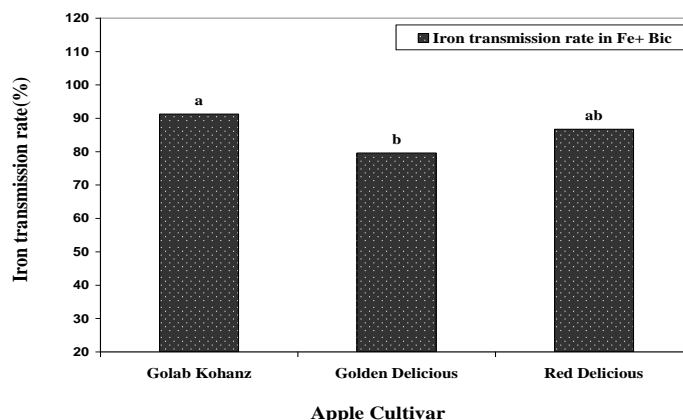 120
110
100
90
80
70
60
50
40
30
20
Iron transmission rate(%)
Iron transmission rate in Fe+ Bic
a
b
ab
Golab Kohanz
Golden Delicious
Red Delicious
Apple Cultivar